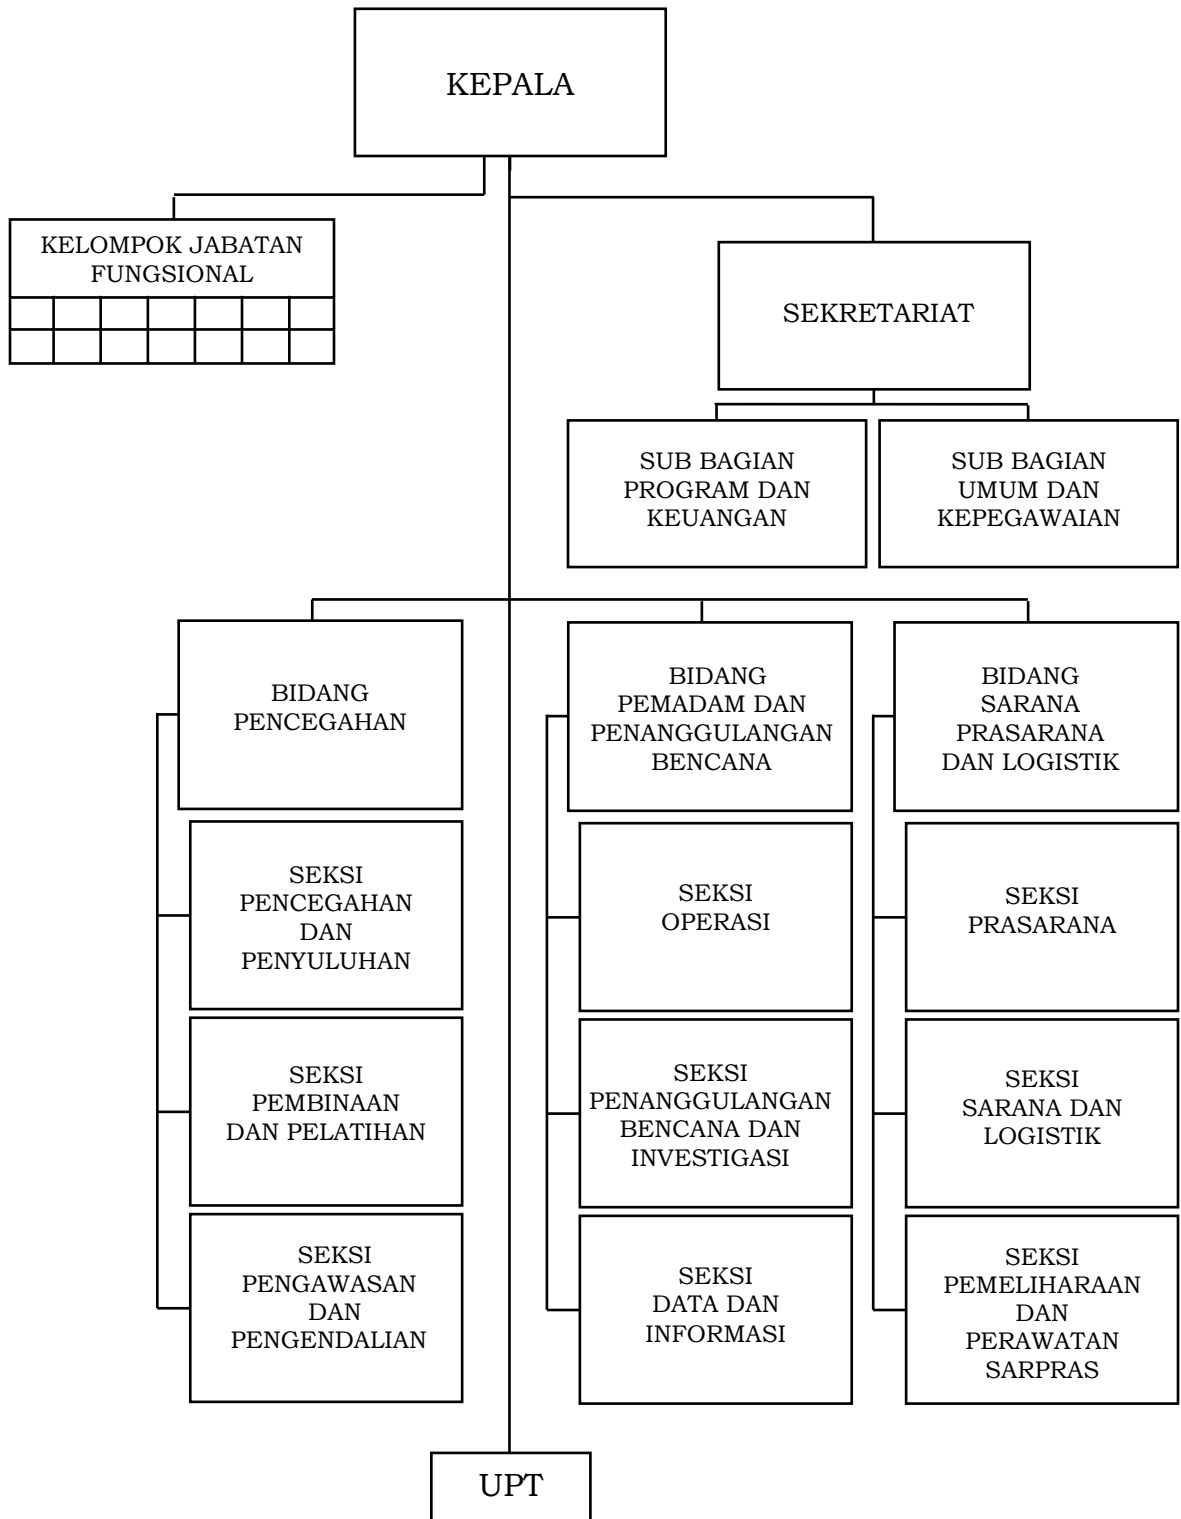 KEPALA
KELOMPOK JABATAN
FUNGSIONAL
SEKRETARIAT
SUB BAGIAN
PROGRAM DAN
KEUANGAN
SUB BAGIAN
UMUM DAN
KEPEGAWAIAN
BIDANG
PENCEGAHAN
BIDANG
PEMADAM DAN
PENANGGULANGAN
BENCANA
BIDANG
SARANA
PRASARANA
DAN LOGISTIK
SEKSI
PENCEGAHAN
DAN
PENYULUHAN
SEKSI
OPERASI
SEKSI
PRASARANA
SEKSI
PEMBINAAN
DAN PELATIHAN
SEKSI
PENANGGULANGAN
BENCANA DAN
INVESTIGASI
SEKSI
SARANA DAN
LOGISTIK
SEKSI
PENGAWASAN
DAN
PENGENDALIAN
SEKSI
DATA DAN
INFORMASI
SEKSI
PEMELIHARAAN
DAN
PERAWATAN
SARPRAS
UPT